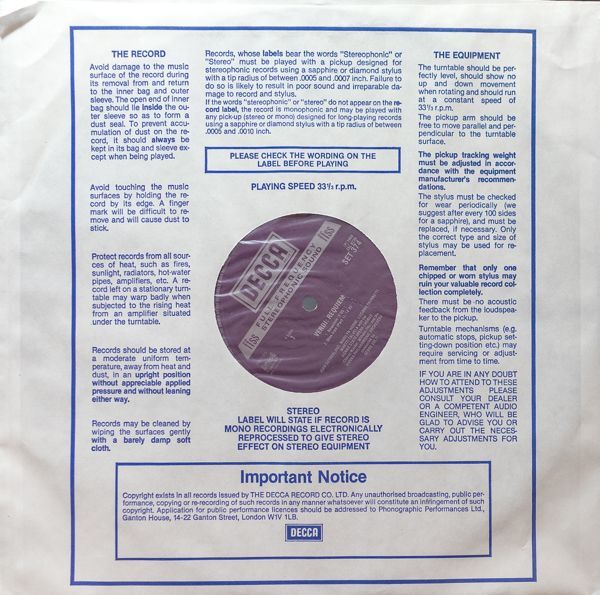 THE RECORD
Avoid damage to the music
surface of the record during
its removal from and return
to the inner bag and outer
sleeve. The open end of inner
bag should lie inside the out-
er sleeve so as to form a
dust seal. To prevent accu-
mulation of dust on the re-
cord, it should always be
kept in its bag and sleeve ex-
cept when being played.
Avoid touching the music
surfaces by holding the re-
cord by its edge. A finger
mark will be difficult to re-
move and will cause dust to
stick.
Protect records from all sour-
ces of heat, such as fires,
sunlight, radiators, hot-water
pipes, amplifiers, etc. A re-
cord left on a stationary turn-
table may warp badly when
subjected to the rising heat
from an amplifier situated
under the turntable.
Records should be stored at
a moderate uniform tem-
perature, away from heat and
dust, in an upright position
without appreciable applied
pressure and without leaning
either way.
Records may be cleaned by
wiping the surfaces gently
with a barely damp soft
cloth.
Records, whose labels bear the words "Stereophonic" or
"Stereo" must be played with a pickup designed for
stereophonic records using a sapphire or diamond stylus
with a tip radius of between .0005 and .0007 inch. Failure to
do so is likely to result in poor sound and irreparable da-
mage to record and stylus.
If the words "stereophonic" or "stereo" do not appear on the re-
cord label, the record is monophonic and may be played with
any pick-up (stereo or mono) designed for long-playing records
using a sapphire or diamond stylus with a tip radius of between
.0005 and .0010 inch.
PLEASE CHECK THE WORDING ON THE
LABEL BEFORE PLAYING
PLAYING SPEED 33⅓ r.p.m.
DECCA
FULL FREQUENCY
STEREOPHONIC SOUND
ffss
ffss
SET 374
VERDI: REQUIEM
STEREO
LABEL WILL STATE IF RECORD IS
MONO RECORDINGS ELECTRONICALLY
REPROCESSED TO GIVE STEREO
EFFECT ON STEREO EQUIPMENT
THE EQUIPMENT
The turntable should be per-
fectly level, should show no
up and down movement
when rotating and should run
at a constant speed of
33⅓ r.p.m.
The pickup arm should be
free to move parallel and per-
pendicular to the turntable
surface.
The pickup tracking weight
must be adjusted in accor-
dance with the equipment
manufacturer's recommen-
dations.
The stylus must be checked
for wear periodically (we
suggest after every 100 sides
for a sapphire), and must be
replaced, if necessary. Only
the correct type and size of
stylus may be used for re-
placement.
Remember that only one
chipped or worn stylus may
ruin your valuable record col-
lection completely.
There must be no acoustic
feedback from the loudspea-
ker to the pickup.
Turntable mechanisms (e.g.
automatic stops, pickup set-
ting-down position etc.) may
require servicing or adjust-
ment from time to time.
IF YOU ARE IN ANY DOUBT
HOW TO ATTEND TO THESE
ADJUSTMENTS PLEASE
CONSULT YOUR DEALER
OR A COMPETENT AUDIO
ENGINEER, WHO WILL BE
GLAD TO ADVISE YOU OR
CARRY OUT THE NECES-
SARY ADJUSTMENTS FOR
YOU.
Important Notice
Copyright exists in all records issued by THE DECCA RECORD CO. LTD. Any unauthorised broadcasting, public per-
formance, copying or re-recording of such records in any manner whatsoever will constitute an infringement of such
copyright. Application for public performance licences should be addressed to Phonographic Performances Ltd.,
Ganton House, 14-22 Ganton Street, London W1V 1LB.
DECCA